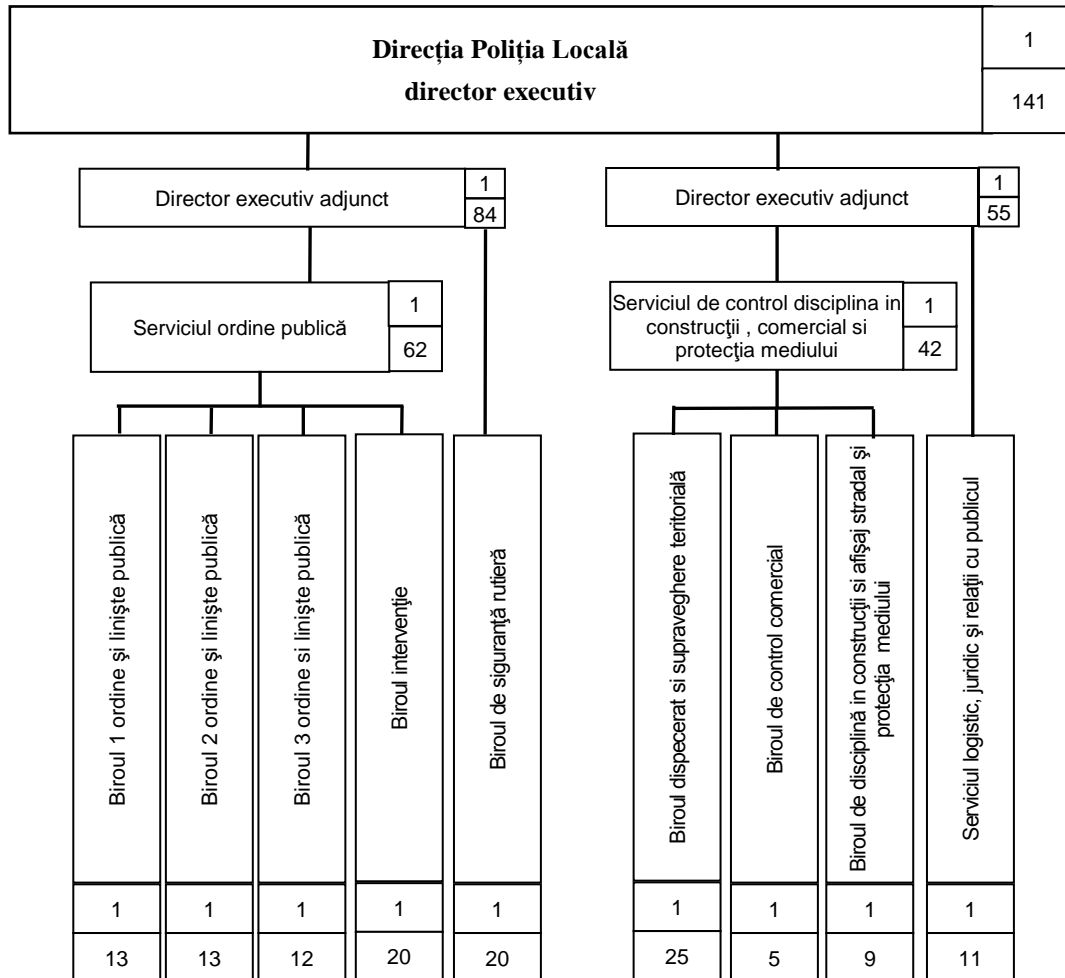 Direcția Poliția Locală
director executiv
1
141
Director executiv adjunct
1
84
Director executiv adjunct
1
55
Serviciul ordine publică
1
62
Serviciul de control disciplina in
construcţii , comercial si
protecţia mediului
1
42
Biroul 1 ordine şi linişte publică
Biroul 2 ordine şi linişte publică
Biroul 3 ordine si linişte publică
Biroul intervenţie
Biroul de siguranţă rutieră
Biroul dispecerat si supraveghere teritorială
Biroul de control comercial
Biroul de disciplină in construcţii si afişaj stradal şi
protecţia mediului
Serviciul logistic, juridic şi relaţii cu publicul
1
1
1
1
1
1
1
1
1
13
13
12
20
20
25
5
9
11